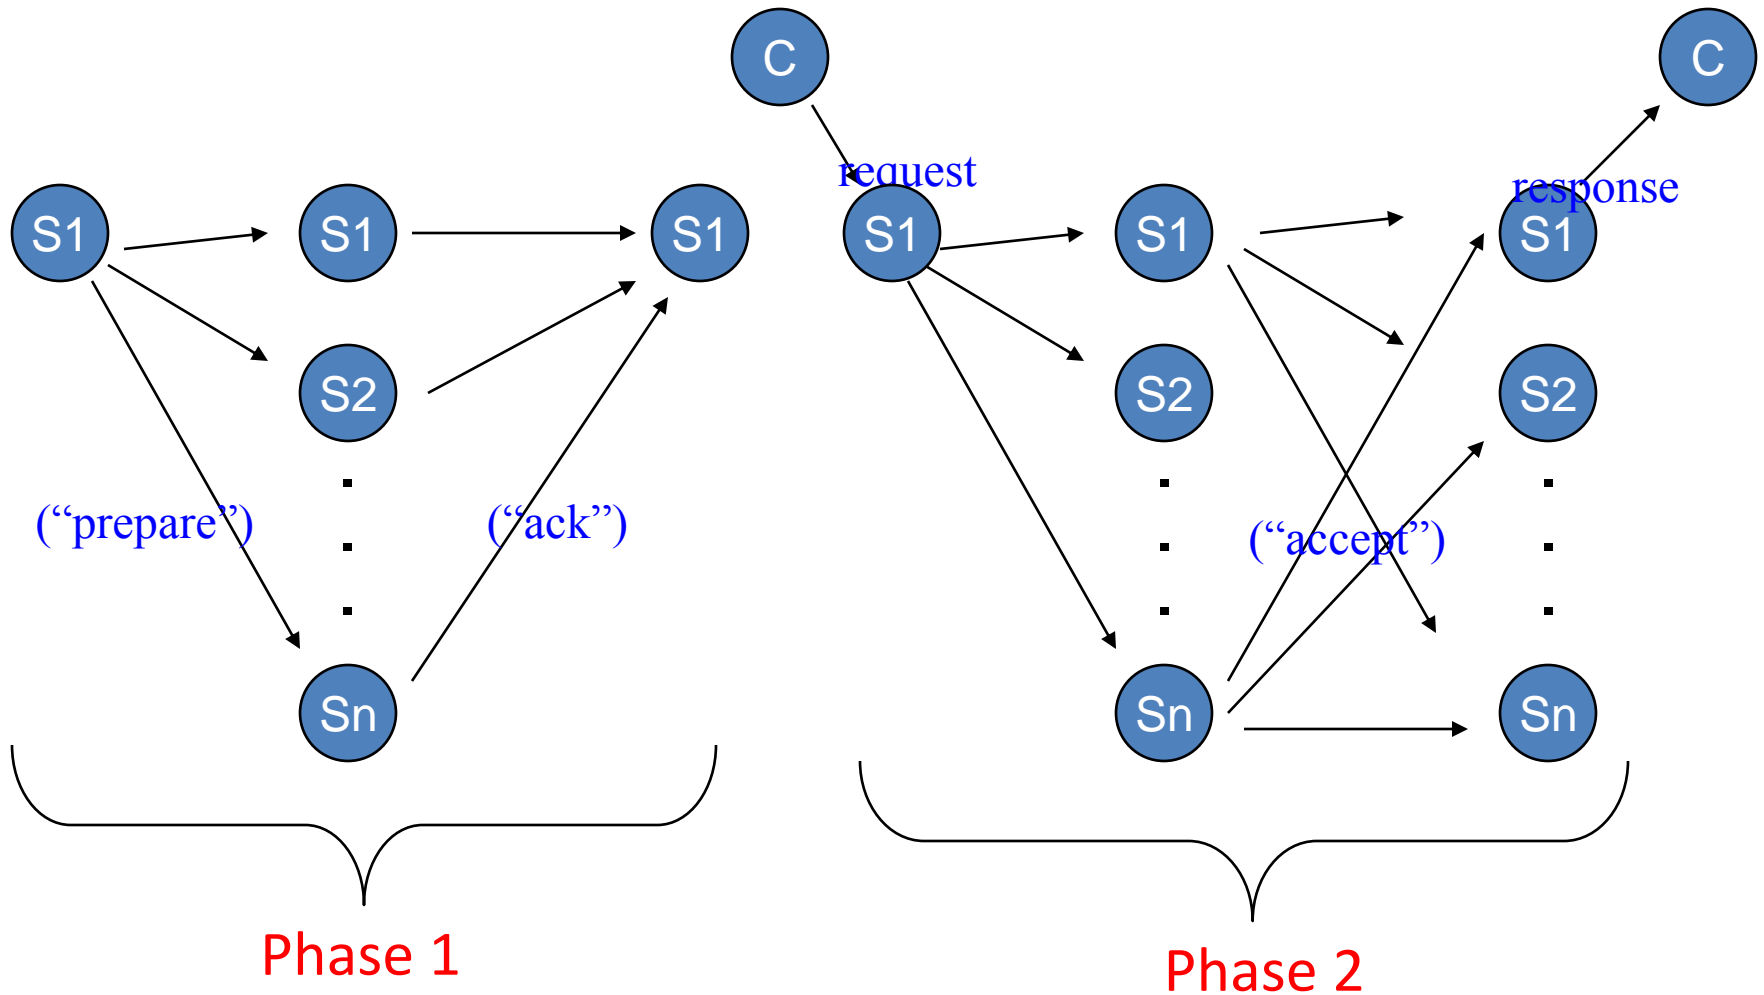 C
C
request
response
S1
S1
S1
S1
S1
S1
S2
S2
S2
(“prepare”)
(“ack”)
(“accept”)
Sn
Sn
Sn
Phase 1
Phase 2